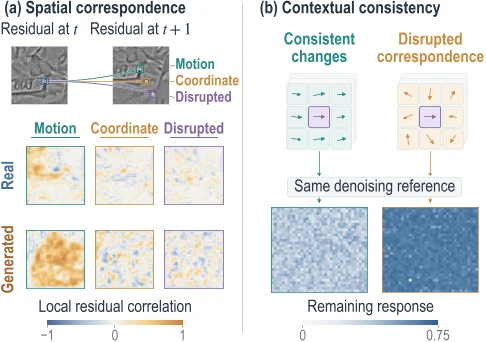 (a) Spatial correspondence
Residual at t Residual at t + 1
Motion
Coordinate
Disrupted
Motion Coordinate Disrupted
Real
Generated
Local residual correlation
−1 0 1
(b) Contextual consistency
Consistent changes
Disrupted correspondence
Same denoising reference
Remaining response
0 0.75